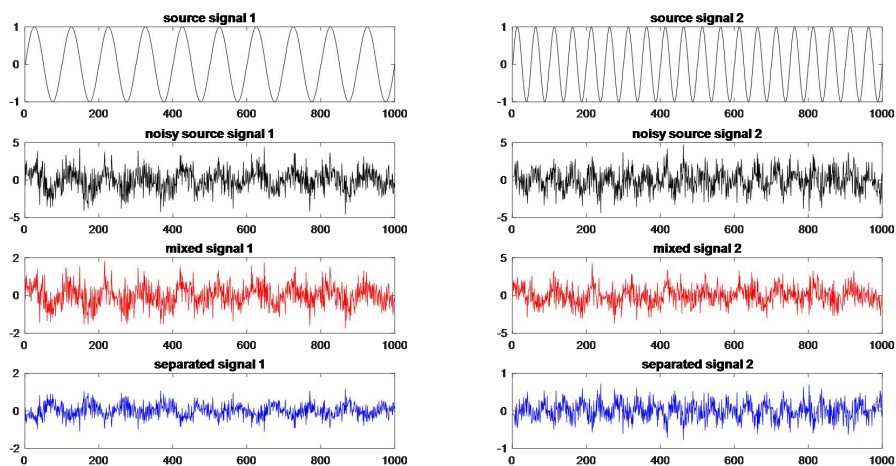 source signal 1
1
0
-1
0 200 400 600 800 1000
source signal 2
1
0
-1
0 200 400 600 800 1000
noisy source signal 1
5
0
-5
0 200 400 600 800 1000
noisy source signal 2
5
0
-5
0 200 400 600 800 1000
mixed signal 1
2
0
-2
0 200 400 600 800 1000
mixed signal 2
5
0
-5
0 200 400 600 800 1000
separated signal 1
2
0
-2
0 200 400 600 800 1000
separated signal 2
1
0
1
0 200 400 600 800 1000